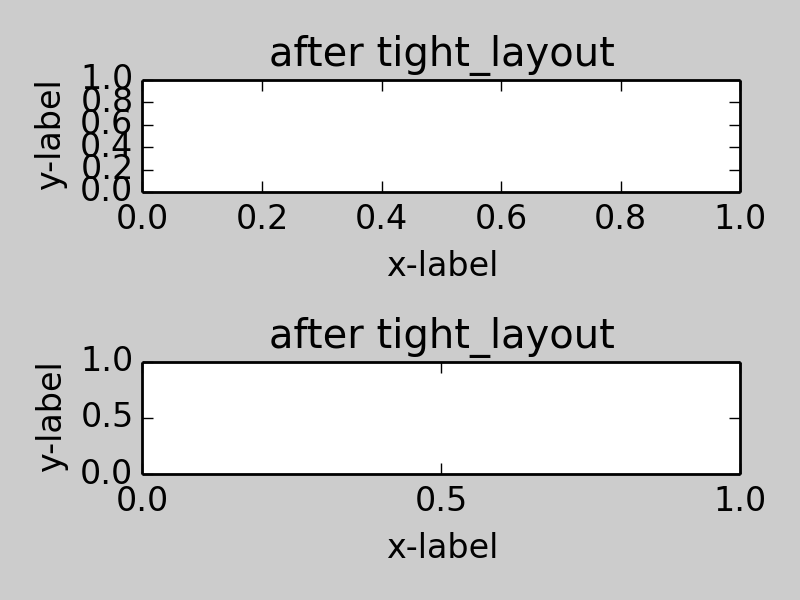 after tight_layout
1.0
0.8
0.6
0.4
0.2
0.0
y-label
0.0 0.2 0.4 0.6 0.8 1.0
x-label
after tight_layout
1.0
0.5
0.0
y-label
0.0 0.5 1.0
x-label